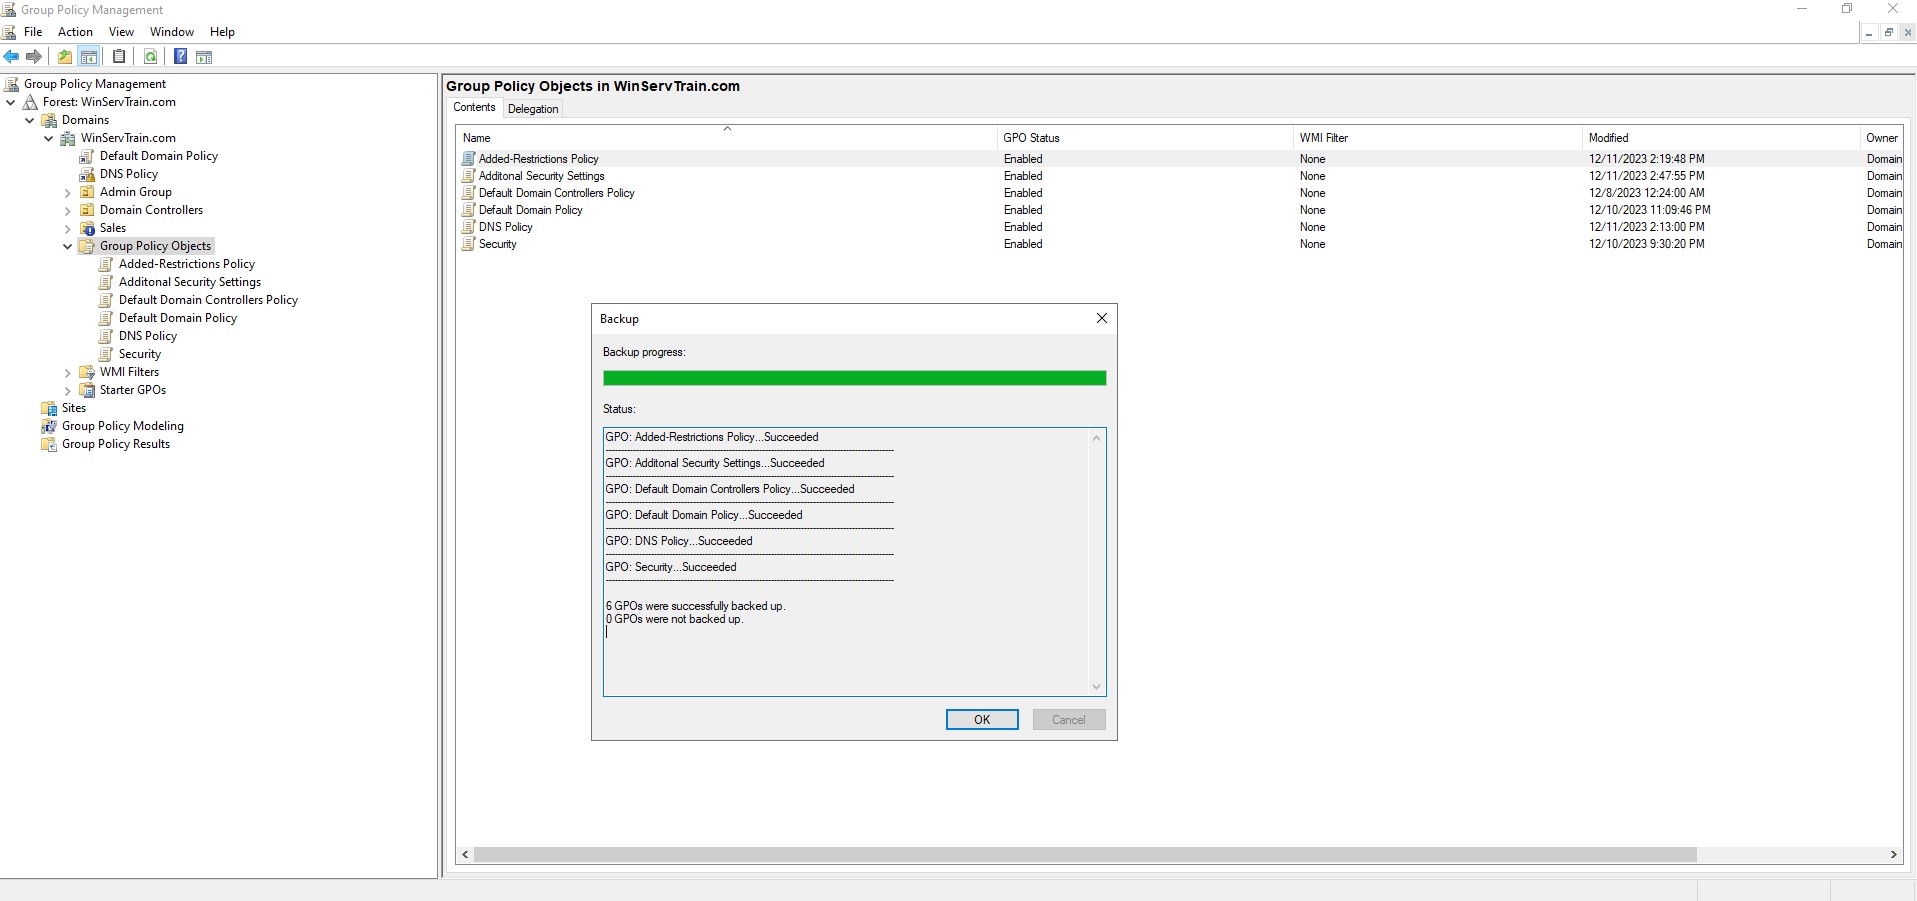 Group Policy Management
File Action View Window Help
Group Policy Management
Forest: WinServTrain.com
Domains
WinServTrain.com
Default Domain Policy
DNS Policy
Admin Group
Domain Controllers
Sales
Group Policy Objects
Added-Restrictions Policy
Additonal Security Settings
Default Domain Controllers Policy
Default Domain Policy
DNS Policy
Security
WMI Filters
Starter GPOs
Sites
Group Policy Modeling
Group Policy Results
Group Policy Objects in WinServTrain.com
Contents Delegation
Name GPO Status WMI Filter Modified Owner
Added-Restrictions Policy Enabled None 12/11/2023 2:19:48 PM Domain
Additonal Security Settings Enabled None 12/11/2023 2:47:55 PM Domain
Default Domain Controllers Policy Enabled None 12/8/2023 12:24:00 AM Domain
Default Domain Policy Enabled None 12/10/2023 11:09:46 PM Domain
DNS Policy Enabled None 12/11/2023 2:13:00 PM Domain
Security Enabled None 12/10/2023 9:30:20 PM Domain
Backup
Backup progress:
Status:
GPO: Added-Restrictions Policy...Succeeded
GPO: Additonal Security Settings...Succeeded
GPO: Default Domain Controllers Policy...Succeeded
GPO: Default Domain Policy...Succeeded
GPO: DNS Policy...Succeeded
GPO: Security...Succeeded
6 GPOs were successfully backed up.
0 GPOs were not backed up.
OK Cancel